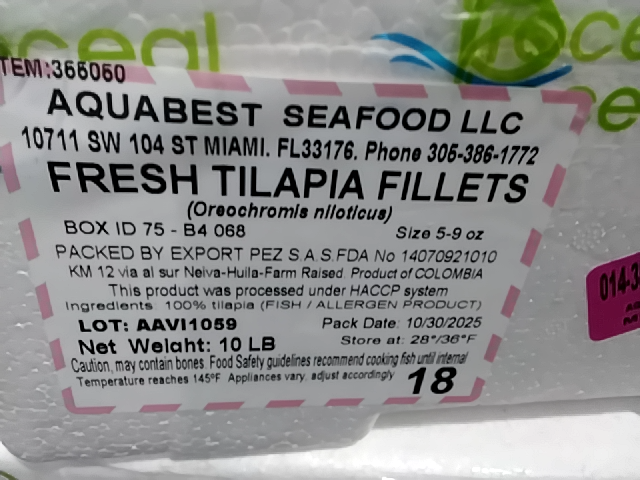 oceal
oce
TEM:366060
AQUABEST SEAFOOD LLC
10711 SW 104 ST MIAMI. FL33176. Phone 305-386-1772
FRESH TILAPIA FILLETS
(Oreochromis niloticus)
BOX ID 75 - B4 068 Size 5-9 oz
PACKED BY EXPORT PEZ S.A.S.FDA No 14070921010
KM 12 via al sur Neiva-Huila-Farm Raised. Product of COLOMBIA
This product was processed under HACCP system
Ingredients: 100% tilapia (FISH / ALLERGEN PRODUCT)
LOT: AAVI1059 Pack Date: 10/30/2025
Net Weight: 10 LB Store at: 28°/36°F
Caution, may contain bones. Food Safety guidelines recommend cooking fish until internal
Temperature reaches 145ºF Appliances vary, adjust accordingly
18
014-3